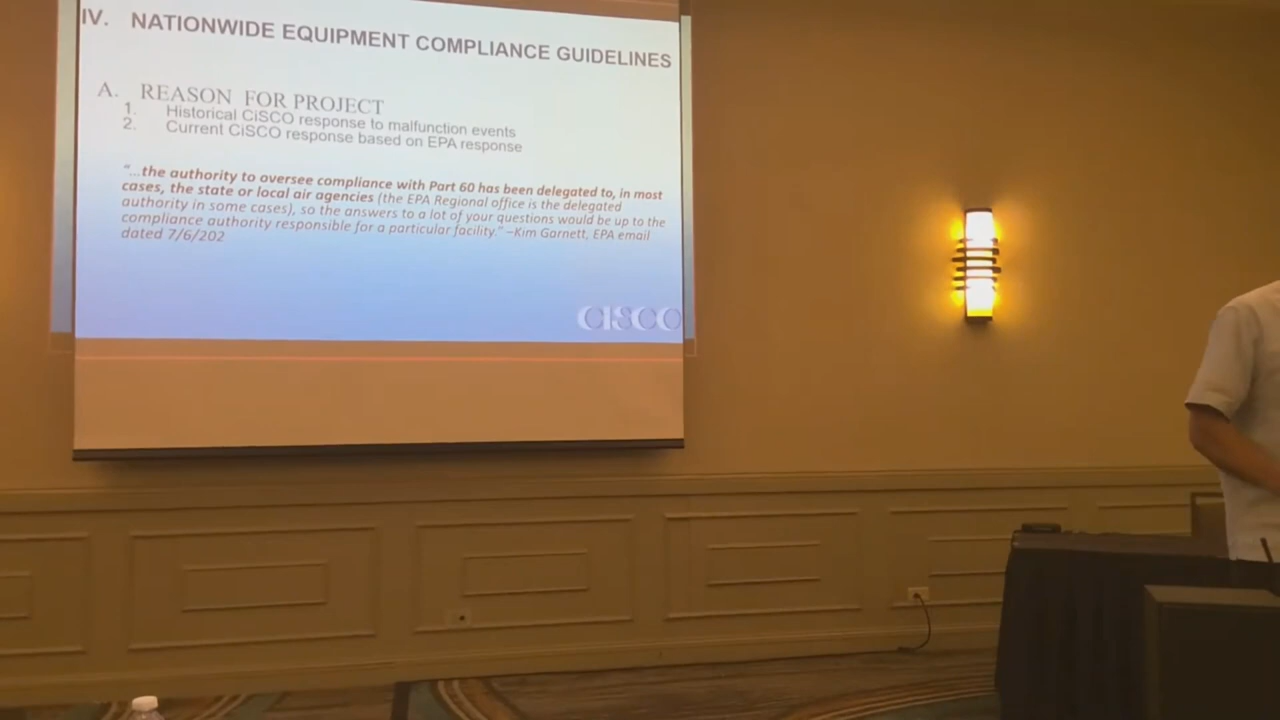 IV. NATIONWIDE EQUIPMENT COMPLIANCE GUIDELINES
A. REASON FOR PROJECT
1. Historical CiSCO response to malfunction events
2. Current CiSCO response based on EPA response
"...the authority to oversee compliance with Part 60 has been delegated to, in most
cases, the state or local air agencies (the EPA Regional office is the delegated
authority in some cases), so the answers to a lot of your questions would be up to the
compliance authority responsible for a particular facility." –Kim Garnett, EPA email
dated 7/6/202
CISCO